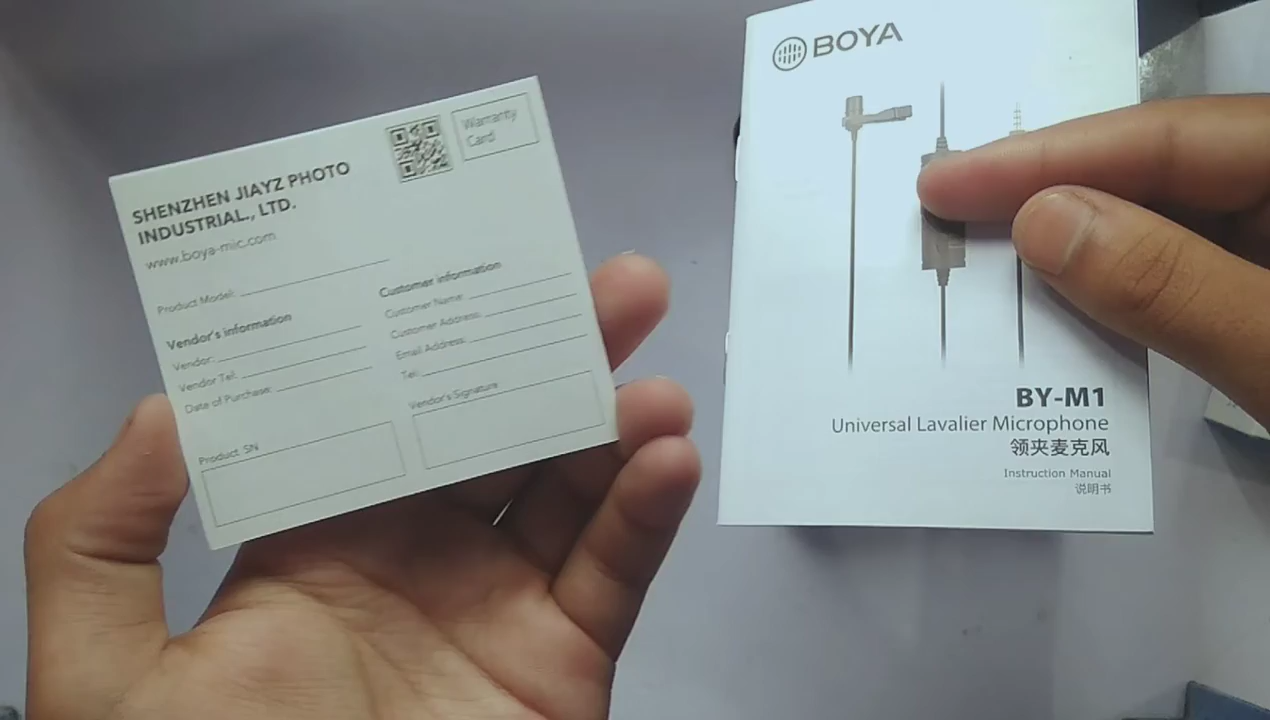 SHENZHEN JIAYZ PHOTO
INDUSTRIAL., LTD.
www.boya-mic.com
Warranty
Card
Product Model:
Vendor's information
Vendor:
Vendor Tel:
Date of Purchase:
Customer information
Customer Name:
Customer Address:
Email Address:
Tel:
Product SN
Vendor's Signature
BOYA
BY-M1
Universal Lavalier Microphone
领夹麦克风
Instruction Manual
说明书